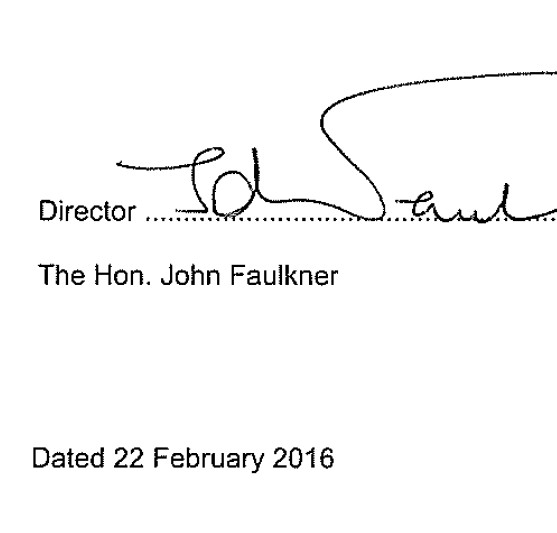 Director ........................................
The Hon. John Faulkner
Dated 22 February 2016